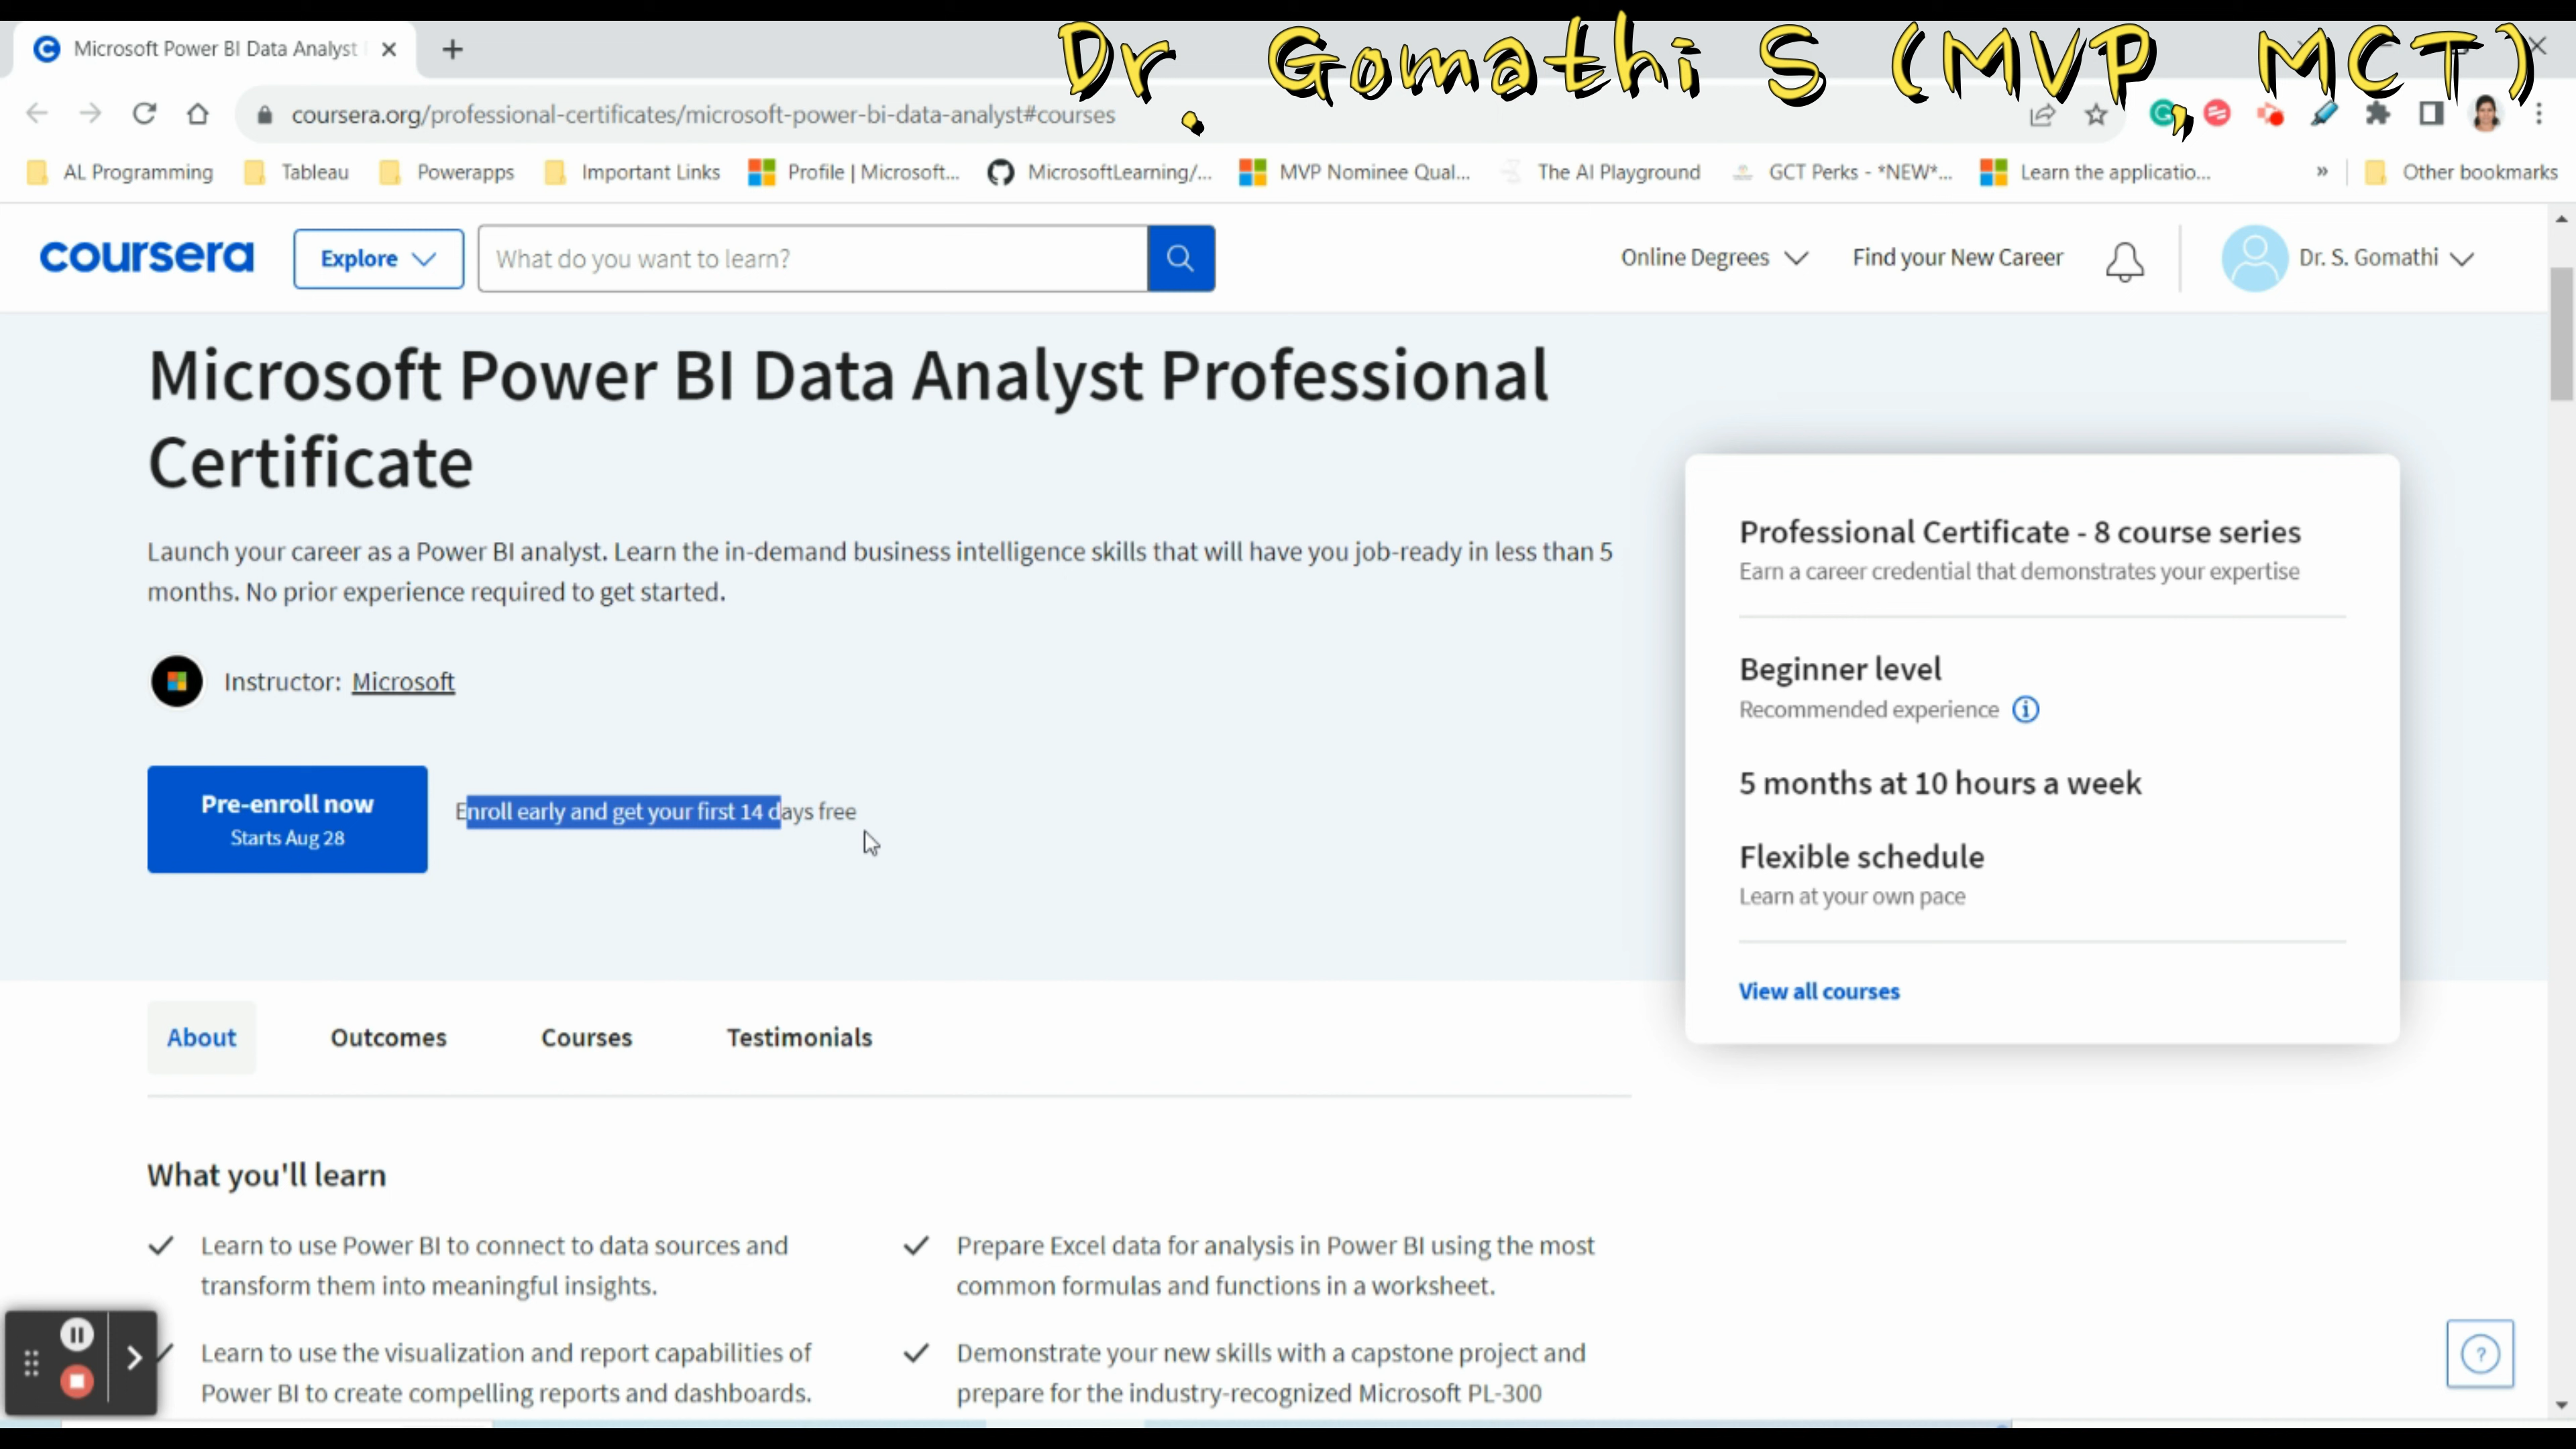 Dr. Gomathi S (MVP, MCT)
Microsoft Power BI Data Analyst
coursera.org/professional-certificates/microsoft-power-bi-data-analyst#courses
AL Programming Tableau Powerapps Important Links Profile | Microsoft... MicrosoftLearning/... MVP Nominee Qual... The AI Playground GCT Perks - *NEW*... Learn the applicatio... » Other bookmarks
coursera Explore What do you want to learn? Online Degrees Find your New Career Dr. S. Gomathi
Microsoft Power BI Data Analyst Professional
Certificate
Launch your career as a Power BI analyst. Learn the in-demand business intelligence skills that will have you job-ready in less than 5
months. No prior experience required to get started.
Instructor: Microsoft
Pre-enroll now
Starts Aug 28
Enroll early and get your first 14 days free
Professional Certificate - 8 course series
Earn a career credential that demonstrates your expertise
Beginner level
Recommended experience
5 months at 10 hours a week
Flexible schedule
Learn at your own pace
View all courses
About Outcomes Courses Testimonials
What you'll learn
Learn to use Power BI to connect to data sources and
transform them into meaningful insights.
Prepare Excel data for analysis in Power BI using the most
common formulas and functions in a worksheet.
Learn to use the visualization and report capabilities of
Power BI to create compelling reports and dashboards.
Demonstrate your new skills with a capstone project and
prepare for the industry-recognized Microsoft PL-300